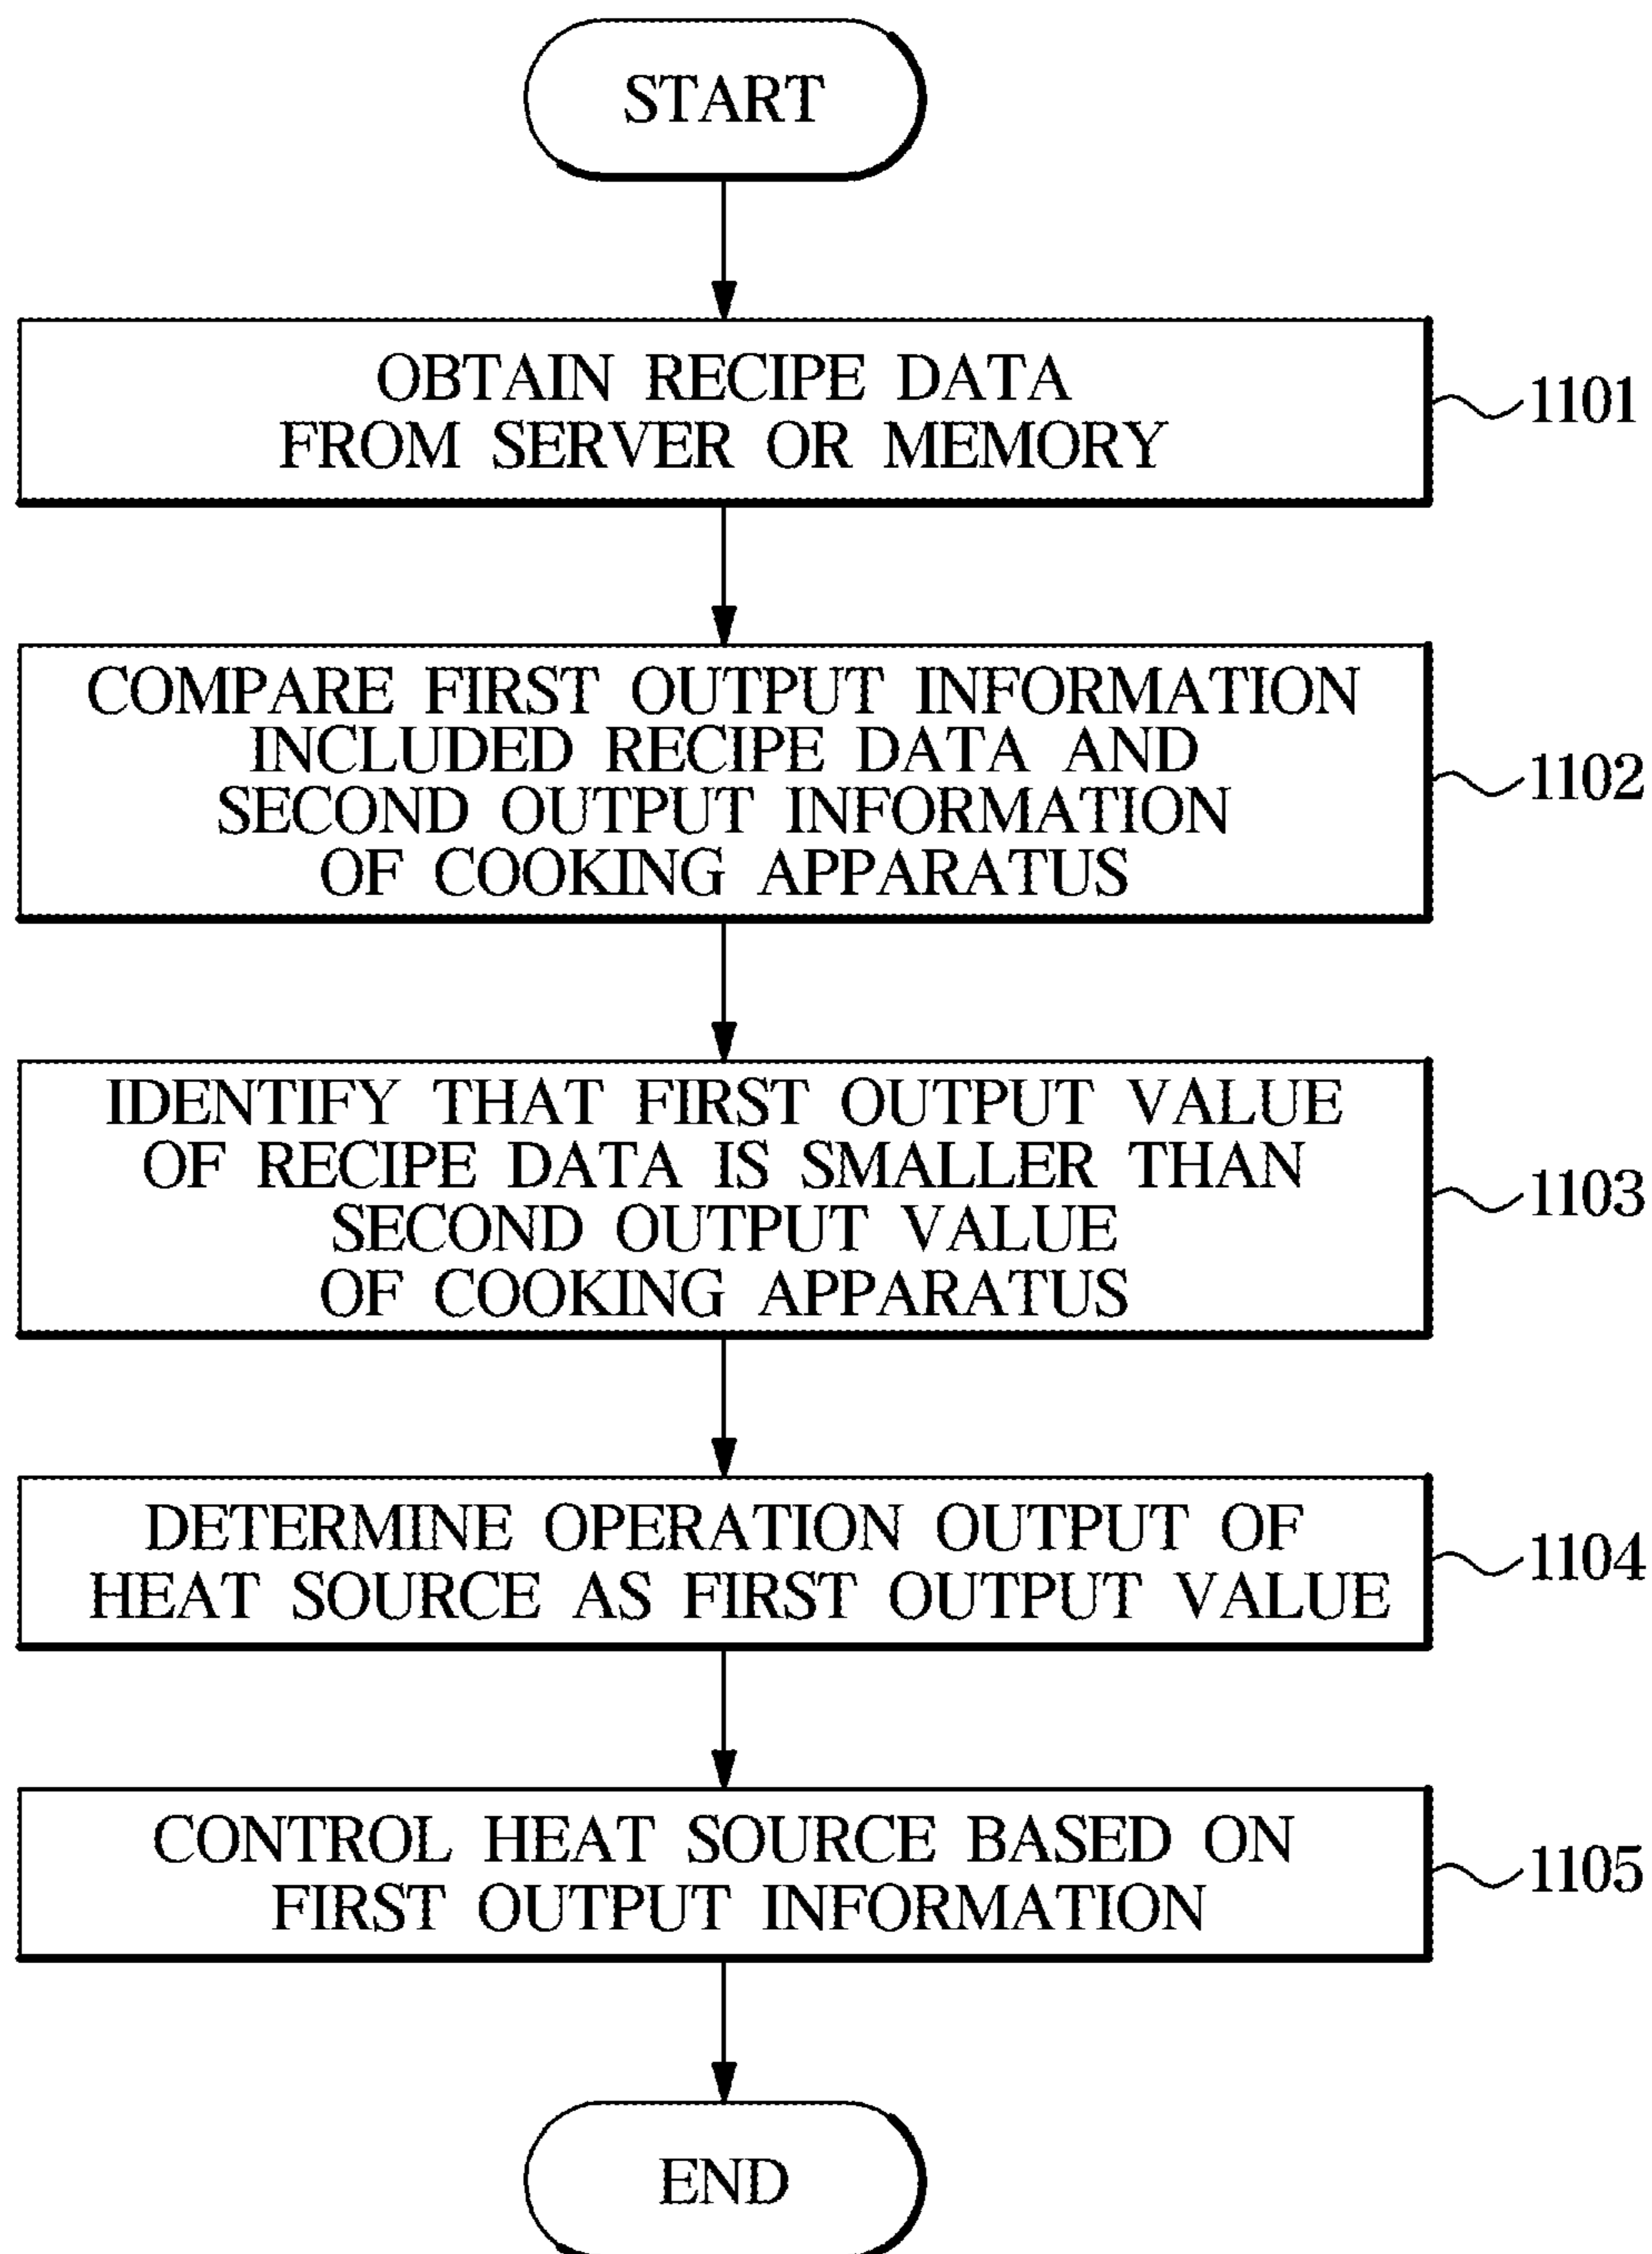 START
OBTAIN RECIPE DATA
FROM SERVER OR MEMORY
1101
COMPARE FIRST OUTPUT INFORMATION
INCLUDED RECIPE DATA AND
SECOND OUTPUT INFORMATION
OF COOKING APPARATUS
1102
IDENTIFY THAT FIRST OUTPUT VALUE
OF RECIPE DATA IS SMALLER THAN
SECOND OUTPUT VALUE
OF COOKING APPARATUS
1103
DETERMINE OPERATION OUTPUT OF
HEAT SOURCE AS FIRST OUTPUT VALUE
1104
CONTROL HEAT SOURCE BASED ON
FIRST OUTPUT INFORMATION
1105
END